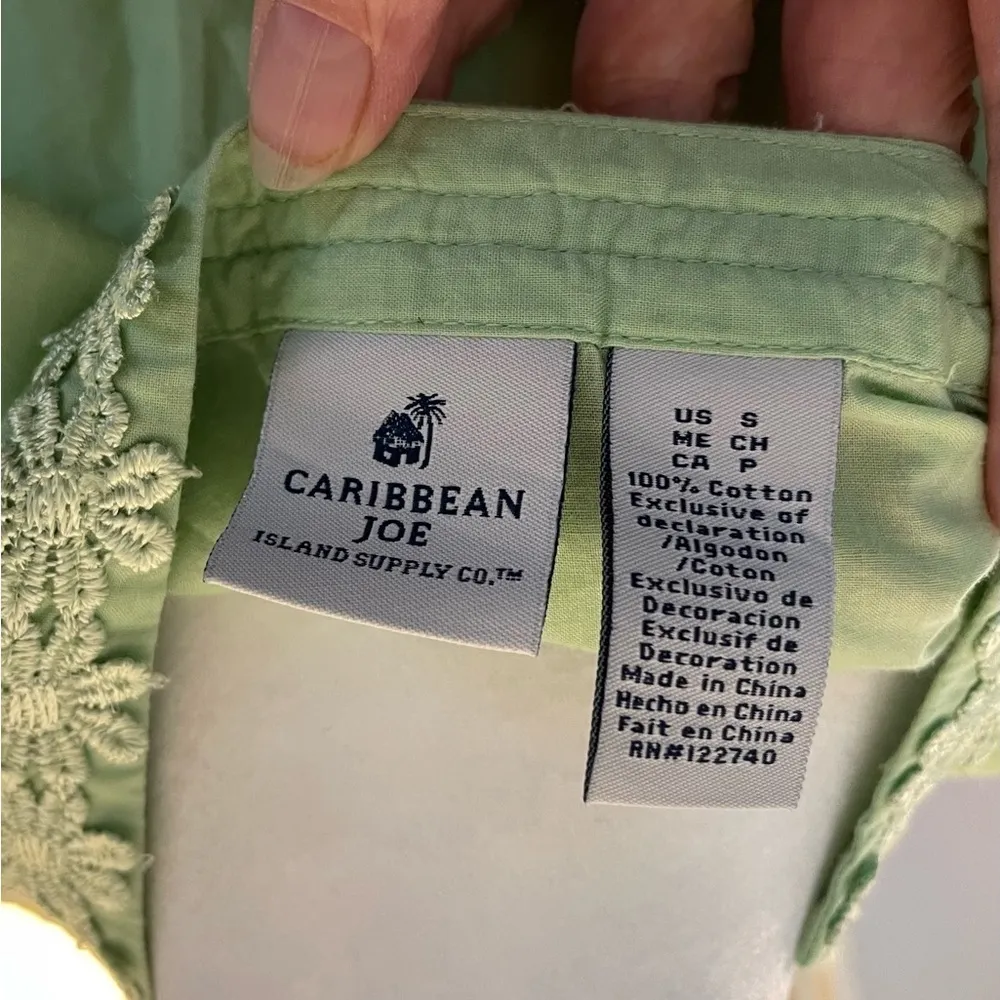 CARIBBEAN
JOE
ISLAND SUPPLY CO.™
US S
ME CH
CA P
100% Cotton
Exclusive of
declaration
/Algodon
/Coton
Exclusivo de
Decoracion
Exclusif de
Decoration
Made in China
Hecho en China
Fait en China
RN#122740